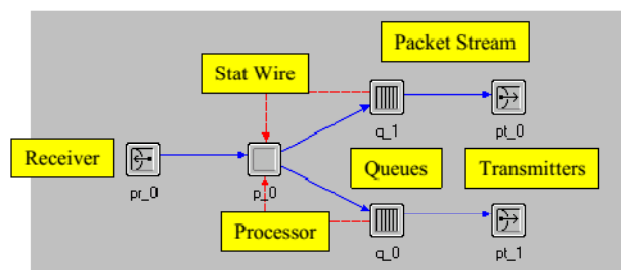 Packet Stream
Stat Wire
q_1
pt_0
Receiver
pr_0
p_0
Queues
Transmitters
Processor
q_0
pt_1